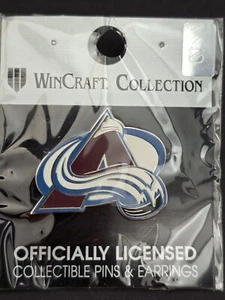 WINCRAFT COLLECTION
OFFICIALLY LICENSED
COLLECTIBLE PINS & EARRINGS